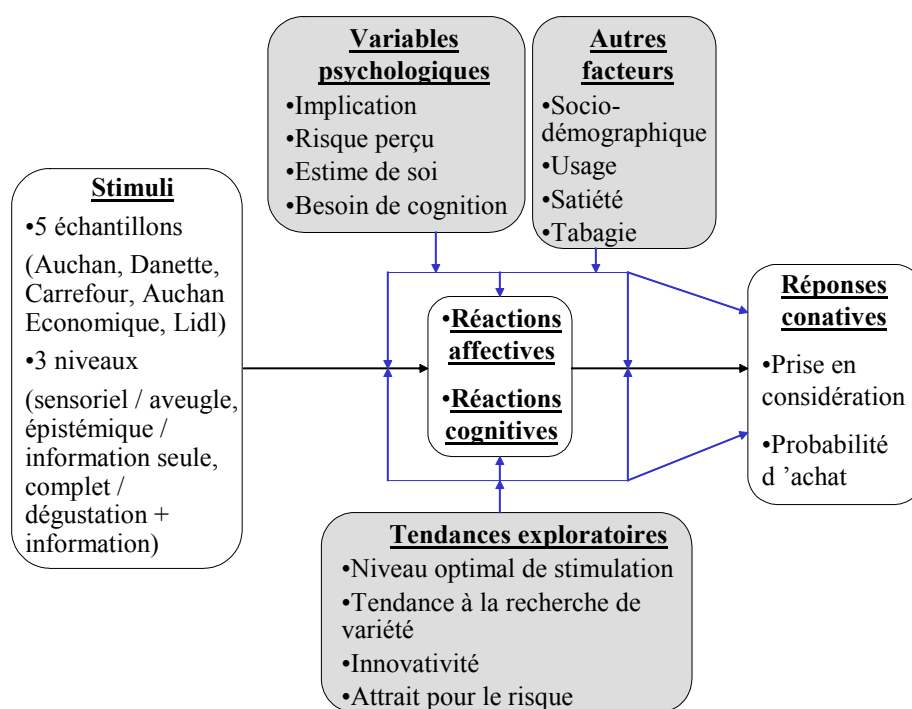 Variables
psychologiques
•Implication
•Risque perçu
•Estime de soi
•Besoin de cognition
Autres
facteurs
•Socio-
démographique
•Usage
•Satiété
•Tabagie
Stimuli
•5 échantillons
(Auchan, Danette,
Carrefour, Auchan
Economique, Lidl)
•3 niveaux
(sensoriel / aveugle,
épistémique /
information seule,
complet /
dégustation +
information)
•Réactions
affectives
•Réactions
cognitives
Réponses
conatives
•Prise en
considération
•Probabilité
d ’achat
Tendances exploratoires
•Niveau optimal de stimulation
•Tendance à la recherche de
variété
•Innovativité
•Attrait pour le risque